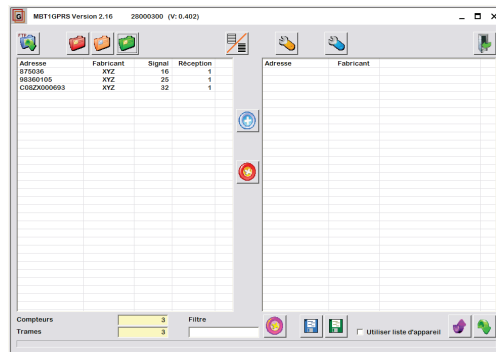 G MBT1GPRS Version 2.16 28000300 (V: 0.402)
Adresse Fabricant Signal Réception Adresse Fabricant
875036 XYZ 16 1
98360105 XYZ 25 1
C08ZX000693 XYZ 32 1
Compteurs 3 Filtre
Trames 3 Utiliser liste d'appareil